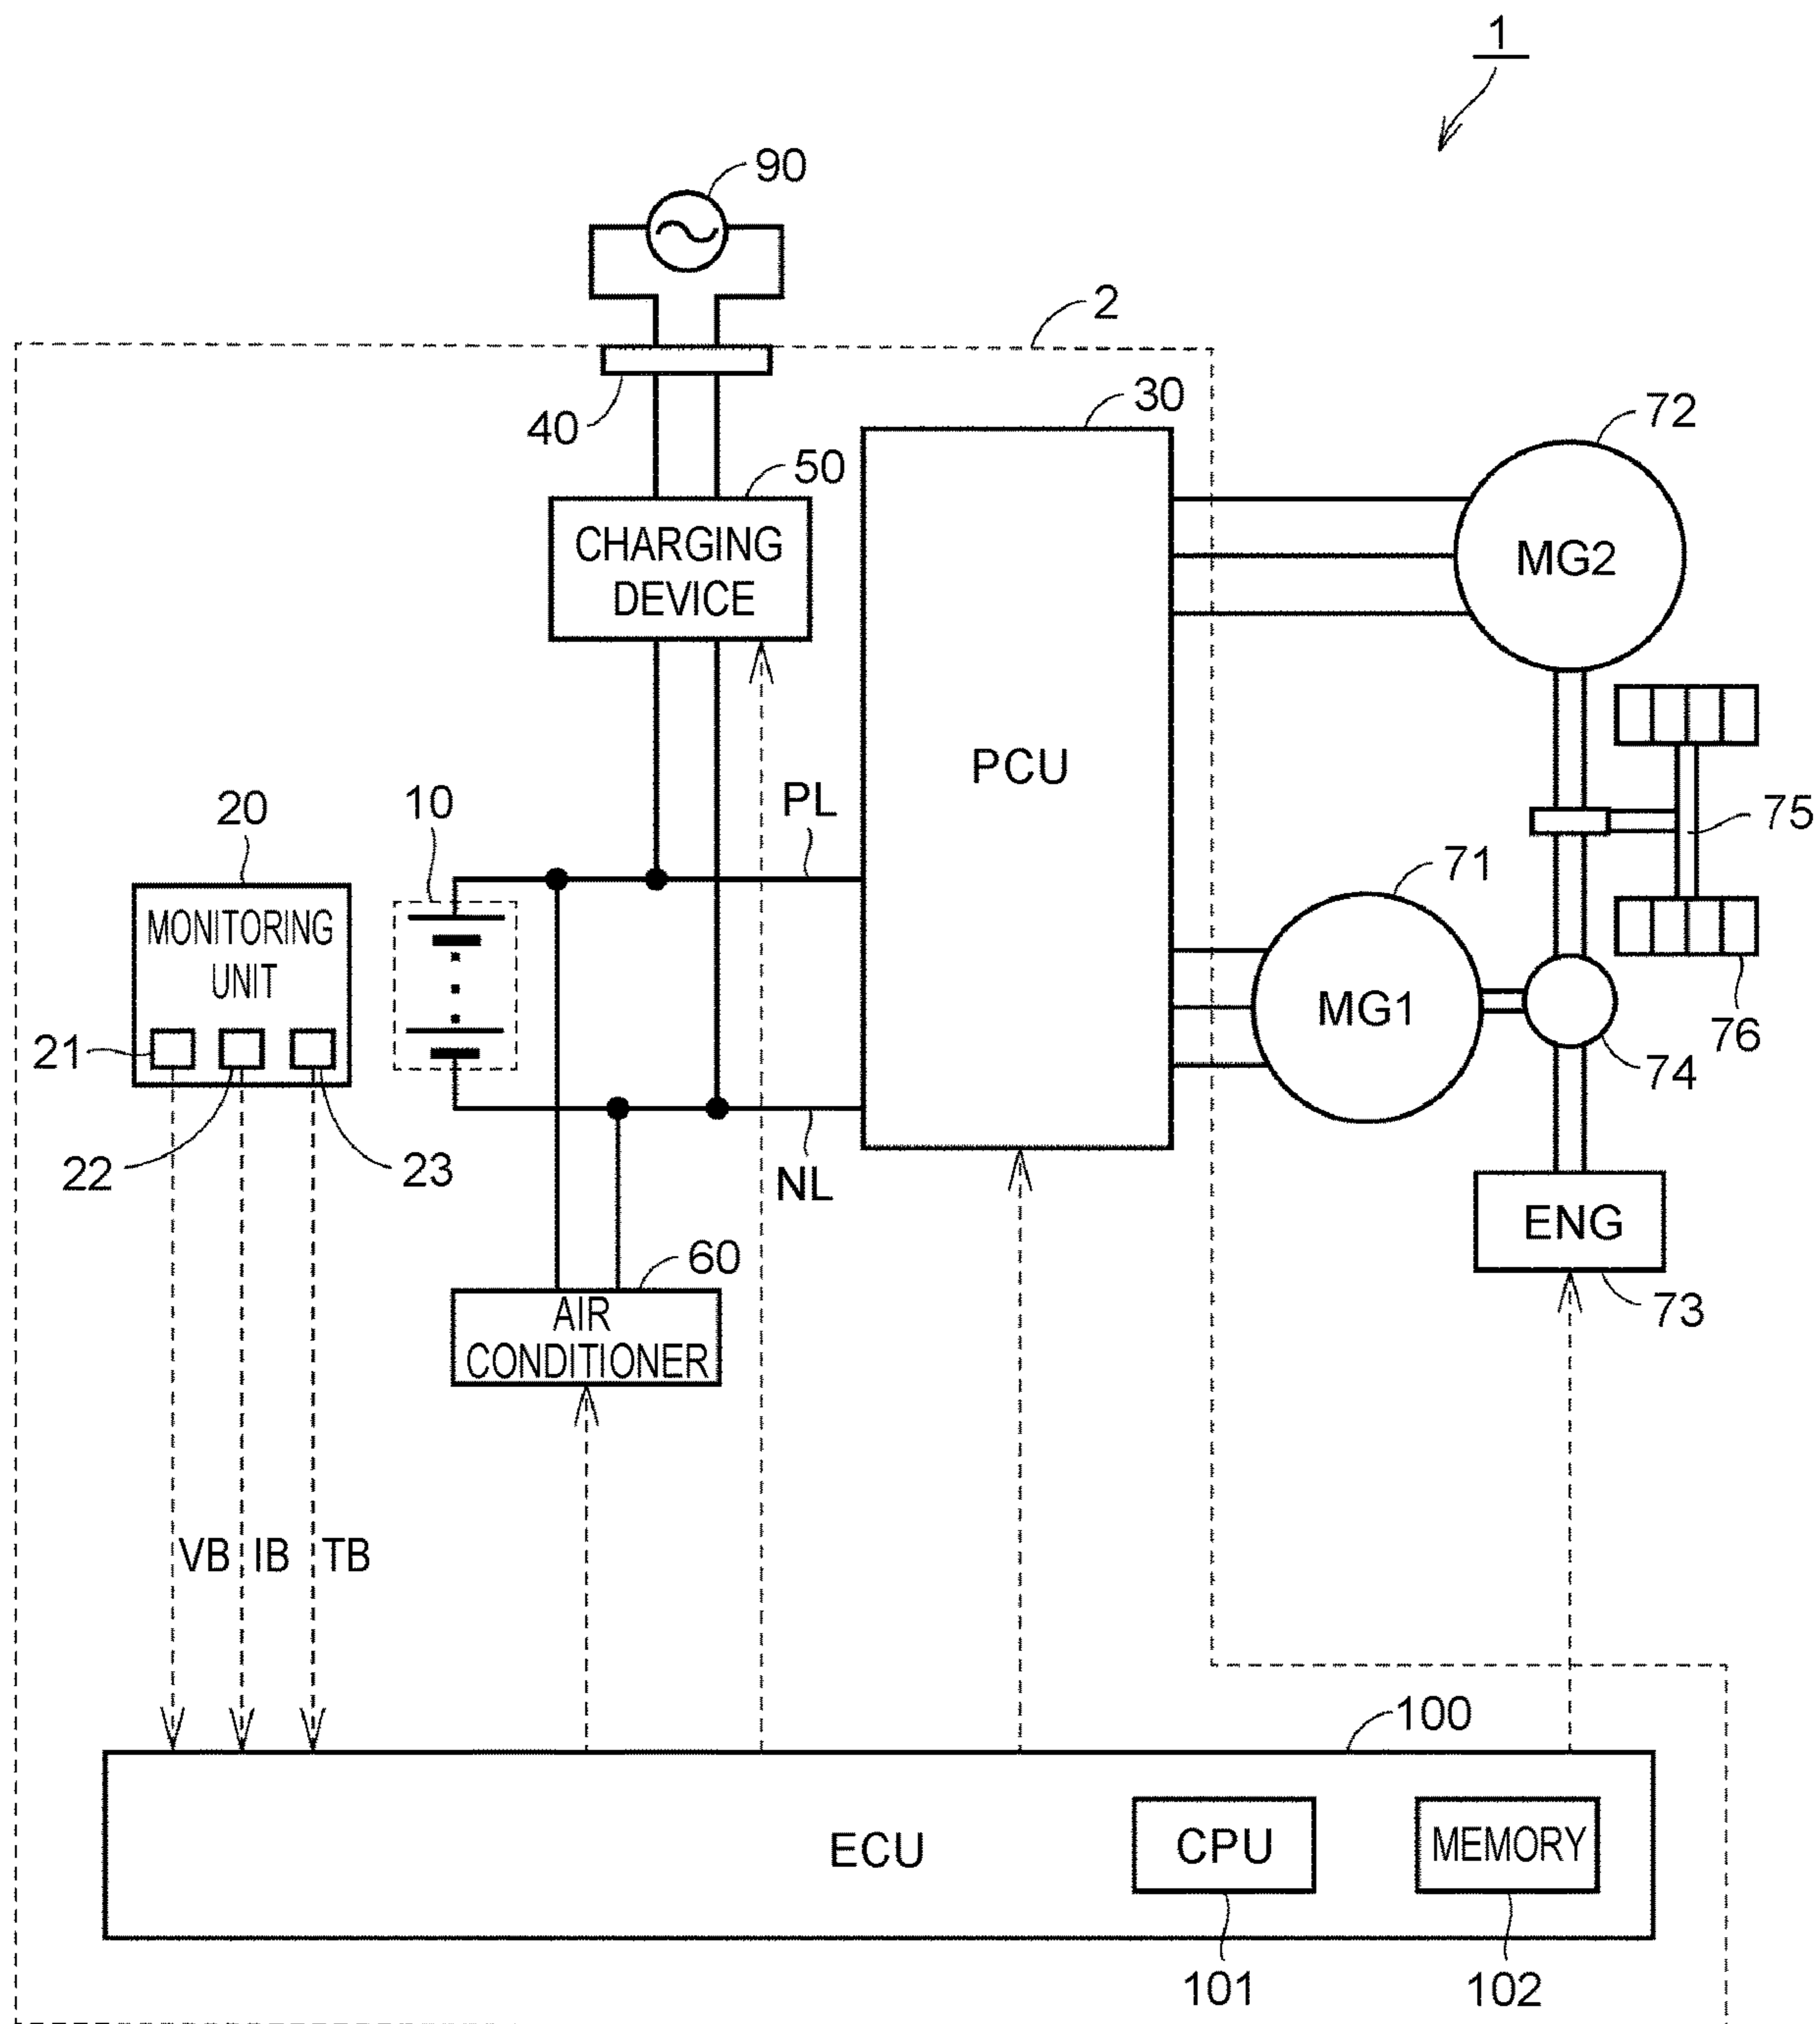 1
90
2
40
30
72
50
CHARGING
DEVICE
MG2
PCU
PL
10
20
75
71
MONITORING
UNIT
MG1
21
76
74
22
23
NL
ENG
60
73
AIR
CONDITIONER
VB
IB
TB
100
ECU
CPU
MEMORY
101
102